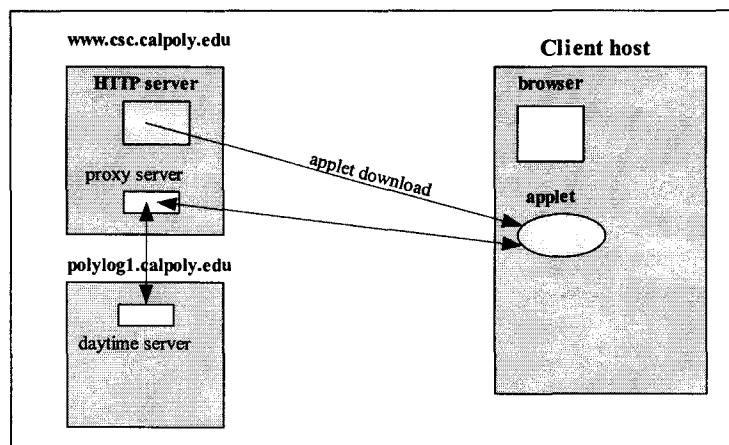 www.csc.calpoly.edu
HTTP server
proxy server
polylog1.calpoly.edu
daytime server
applet download
Client host
browser
applet